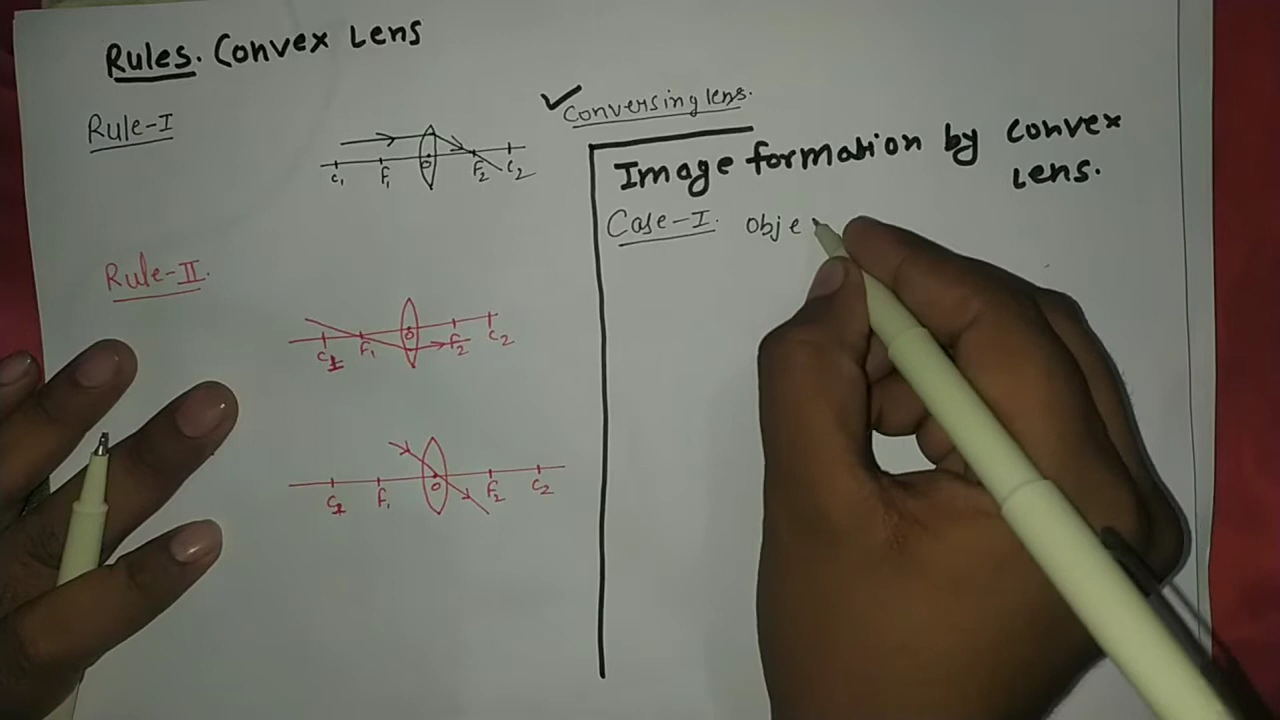 Rules. Convex Lens
Rule-I
C₁ F₁ O F₂ C₂
Rule-II.
C₁ F₁ O F₂ C₂
C₁ F₁ O F₂ C₂
✓Conversing lens.
Image formation by convex
lens.
Case-I. Obje